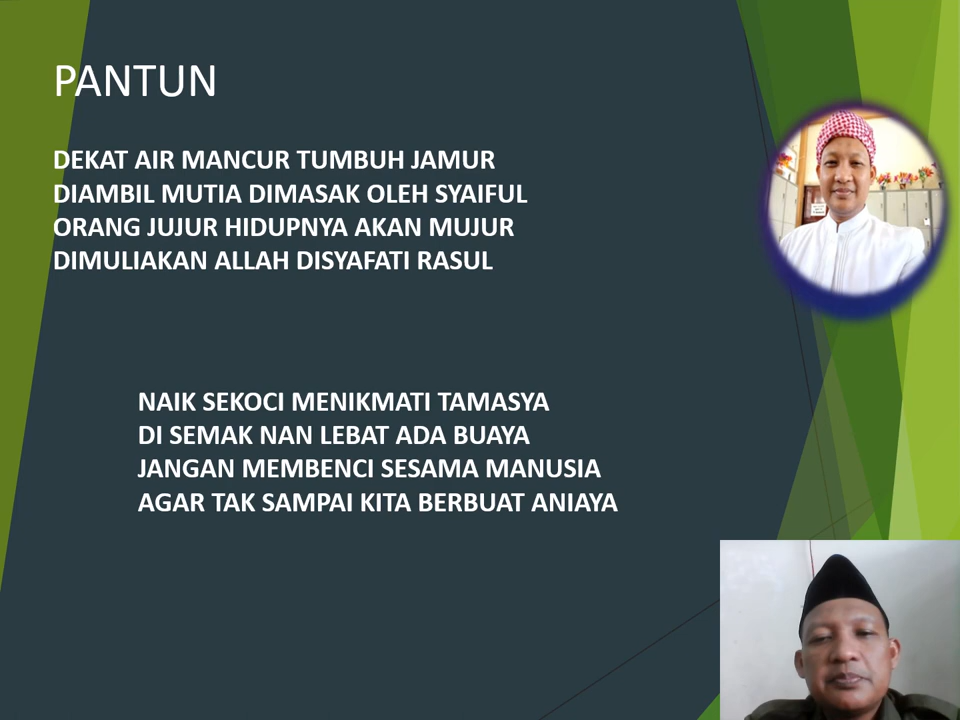 PANTUN
DEKAT AIR MANCUR TUMBUH JAMUR
DIAMBIL MUTIA DIMASAK OLEH SYAIFUL
ORANG JUJUR HIDUPNYA AKAN MUJUR
DIMULIAKAN ALLAH DISYAFATI RASUL
NAIK SEKOCI MENIKMATI TAMASYA
DI SEMAK NAN LEBAT ADA BUAYA
JANGAN MEMBENCI SESAMA MANUSIA
AGAR TAK SAMPAI KITA BERBUAT ANIAYA